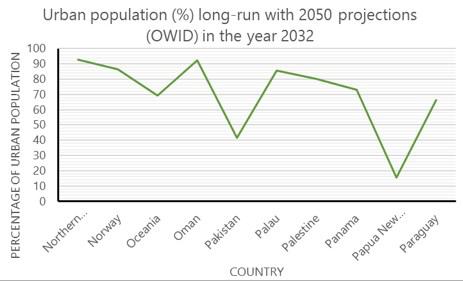 Urban population (%) long-run with 2050 projections
(OWID) in the year 2032
PERCENTAGE OF URBAN POPULATION
100
90
80
70
60
50
40
30
20
10
0
Northern...
Norway
Oceania
Oman
Pakistan
Palau
Palestine
Panama
Papua New...
Paraguay
COUNTRY